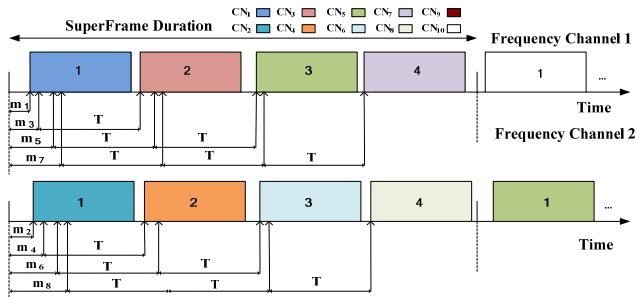 CN1 CN3 CN5 CN7 CN9
SuperFrame Duration
CN2 CN4 CN6 CN8 CN10
Frequency Channel 1
1 2 3 4 1 ...
m1
Time
m3 T
m5 T T
Frequency Channel 2
m7 T T T
1 2 3 4 1 ...
m2
m4 T
Time
m6 T T
m8 T T T